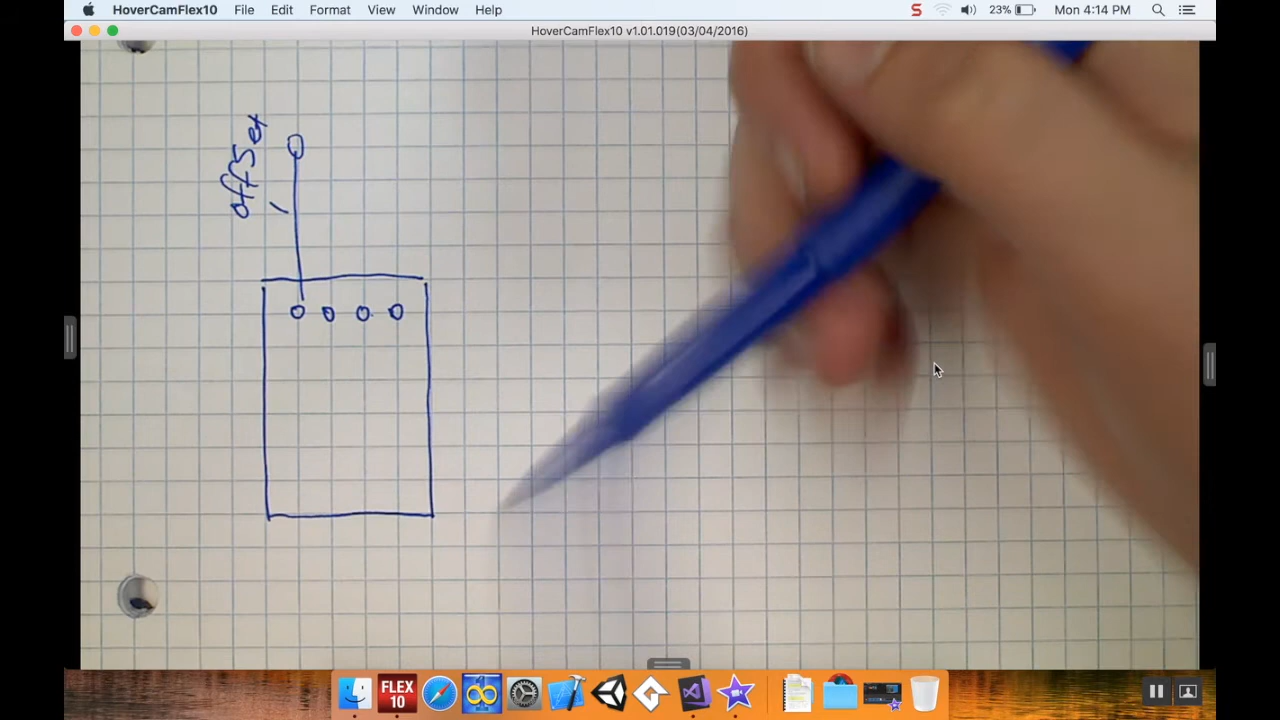 HoverCamFlex10 File Edit Format View Window Help S 23% Mon 4:14 PM
HoverCamFlex10 v1.01.019(03/04/2016)
offset
FLEX
10